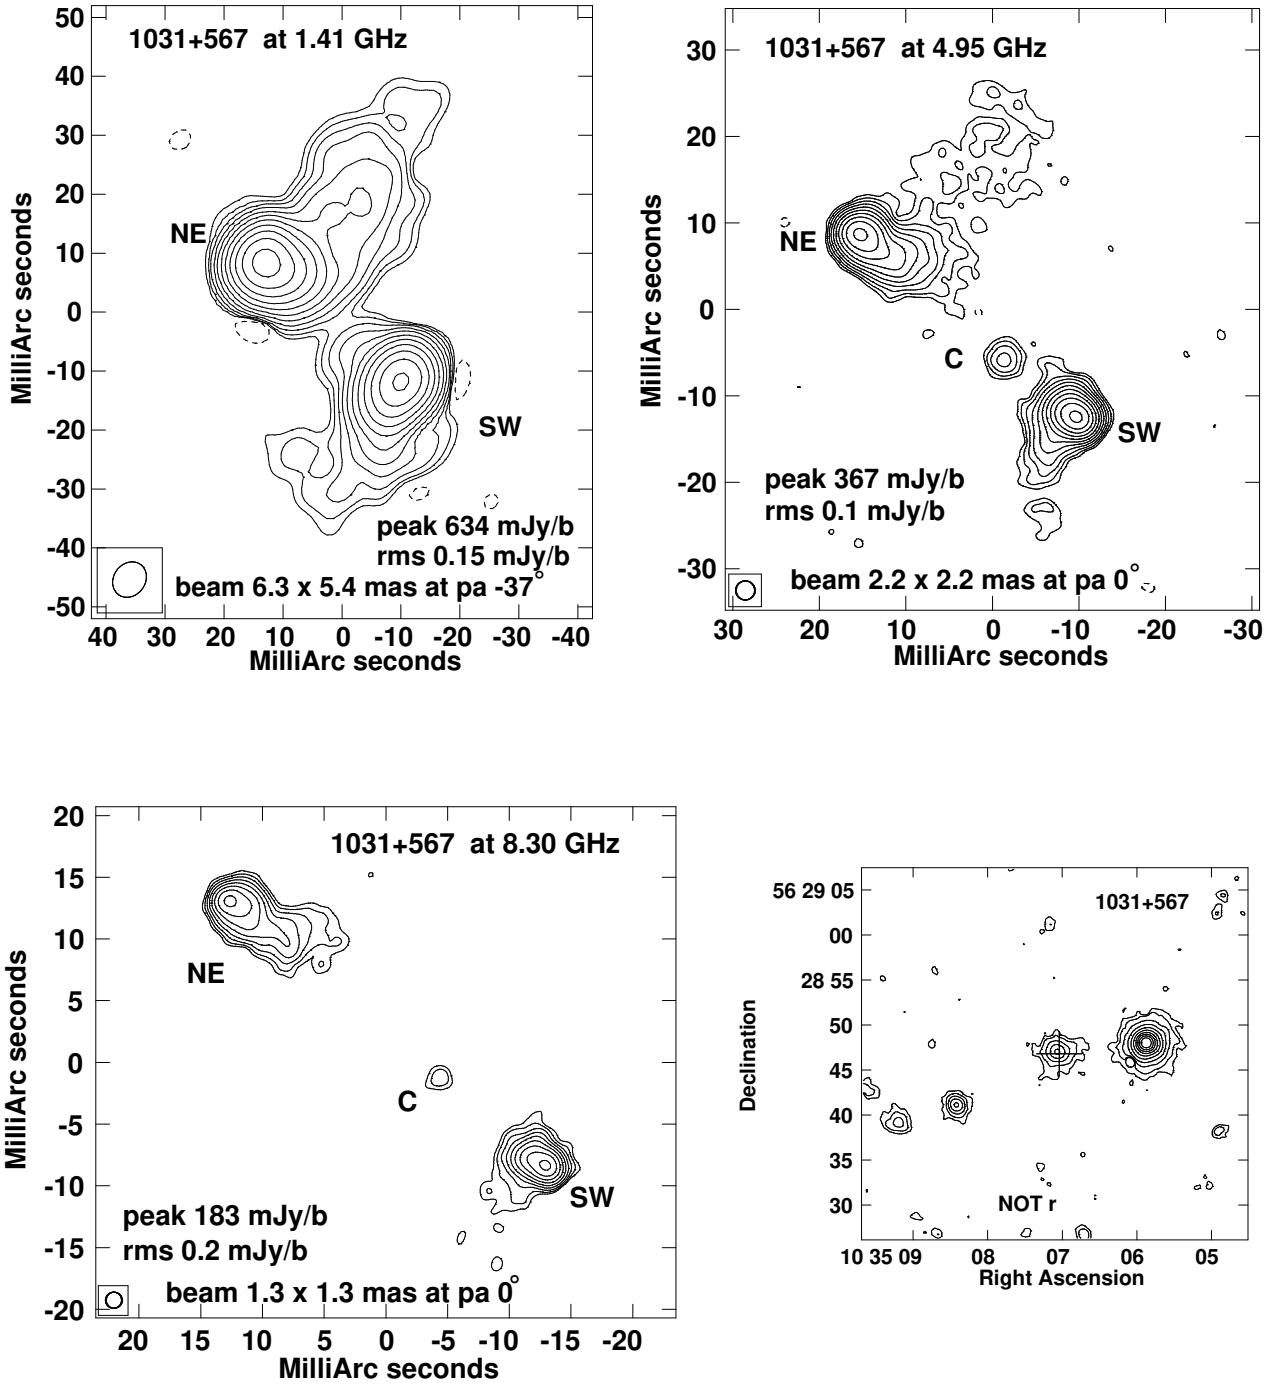 1031+567 at 1.41 GHz
50
40
30
20
10
0
-10
-20
-30
-40
-50
MilliArc seconds
NE
SW
peak 634 mJy/b
rms 0.15 mJy/b
beam 6.3 x 5.4 mas at pa -37°
40 30 20 10 0 -10 -20 -30 -40
MilliArc seconds
1031+567 at 4.95 GHz
30
20
10
0
-10
-20
-30
MilliArc seconds
NE
C
SW
peak 367 mJy/b
rms 0.1 mJy/b
beam 2.2 x 2.2 mas at pa 0°
30 20 10 0 -10 -20 -30
MilliArc seconds
1031+567 at 8.30 GHz
20
15
10
5
0
-5
-10
-15
-20
MilliArc seconds
NE
C
SW
peak 183 mJy/b
rms 0.2 mJy/b
beam 1.3 x 1.3 mas at pa 0°
20 15 10 5 0 -5 -10 -15 -20
MilliArc seconds
1031+567
56 29 05
00
28 55
50
45
40
35
30
Declination
NOT r
10 35 09 08 07 06 05
Right Ascension